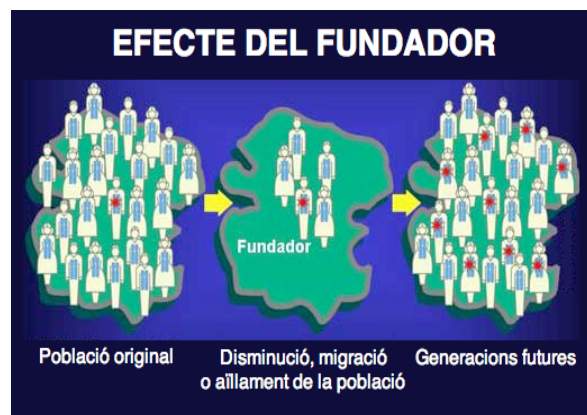 EFECTE DEL FUNDADOR
Fundador
Població original
Disminució, migració
o aïllament de la població
Generacions futures